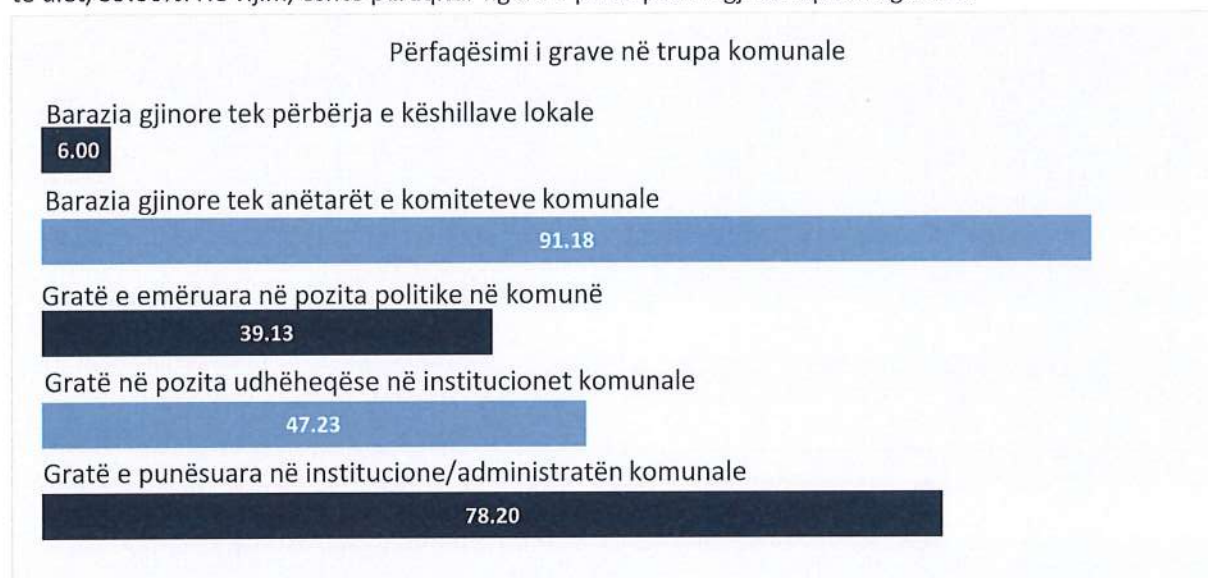 Përfaqësimi i grave në trupa komunale
Barazia gjinore tek përbërja e këshillave lokale
6.00
Barazia gjinore tek anëtarët e komiteteve komunale
91.18
Gratë e emëruara në pozita politike në komunë
39.13
Gratë në pozita udhëheqëse në institucionet komunale
47.23
Gratë e punësuara në institucione/administratën komunale
78.20